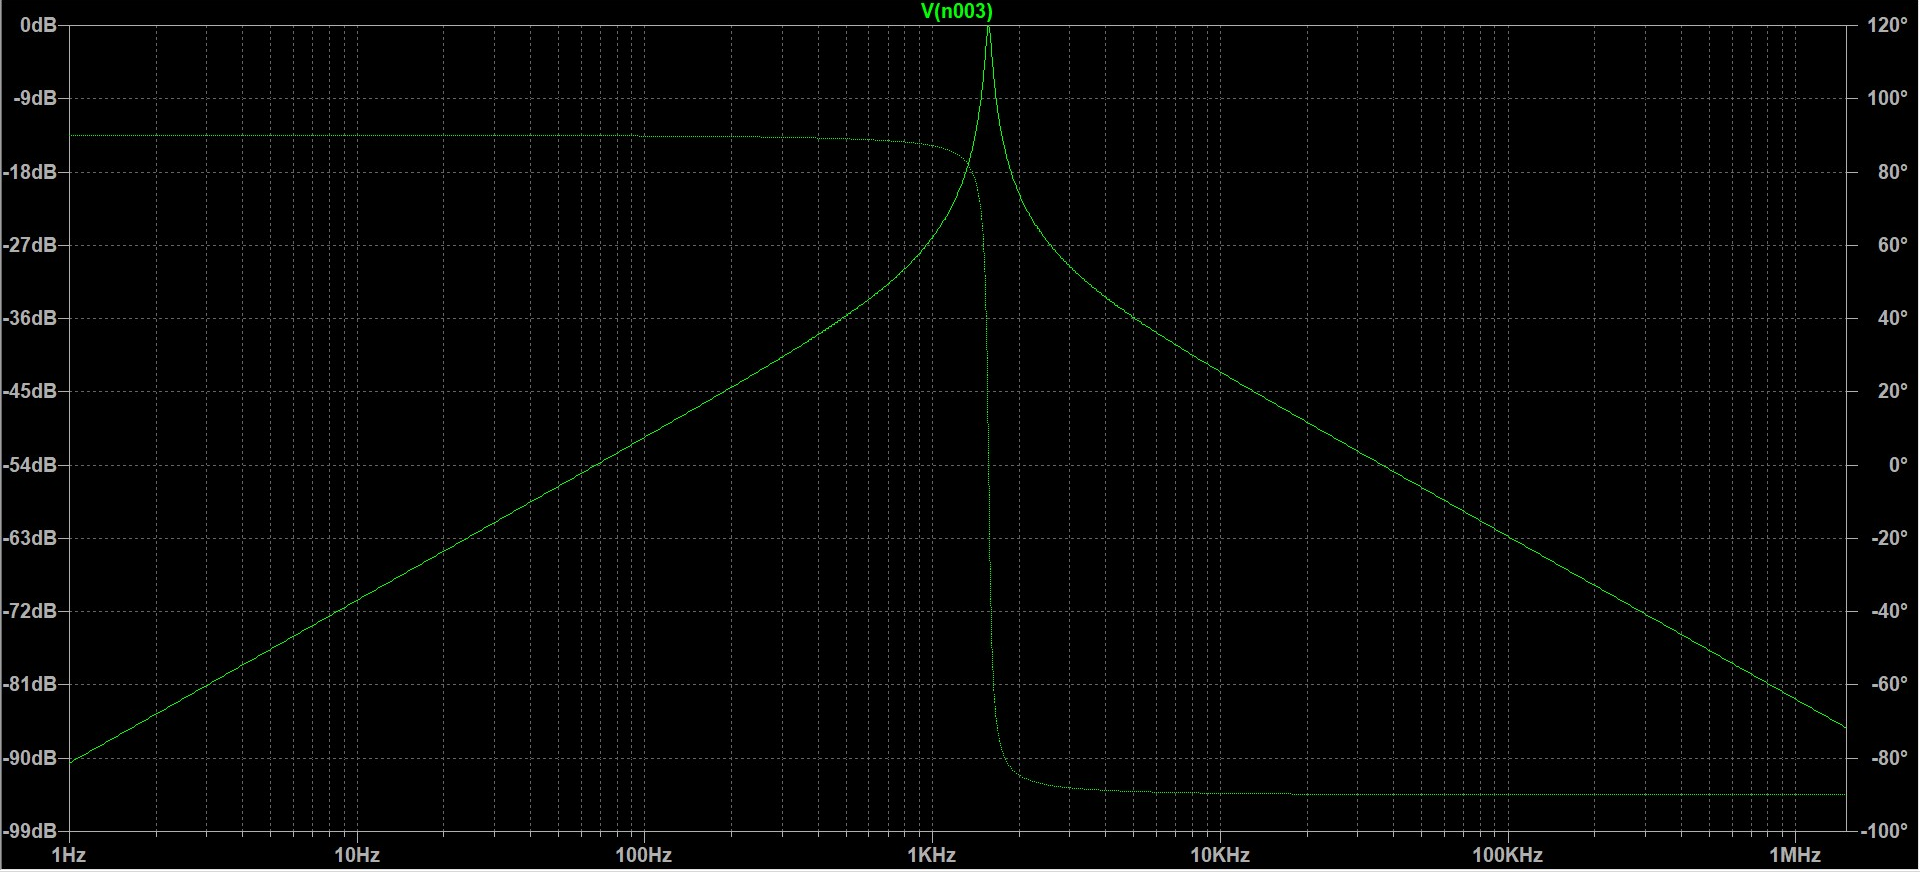 V(n003)
0dB 120°
-9dB 100°
-18dB 80°
-27dB 60°
-36dB 40°
-45dB 20°
-54dB 0°
-63dB -20°
-72dB -40°
-81dB -60°
-90dB -80°
-99dB -100°
1Hz 10Hz 100Hz 1KHz 10KHz 100KHz 1MHz